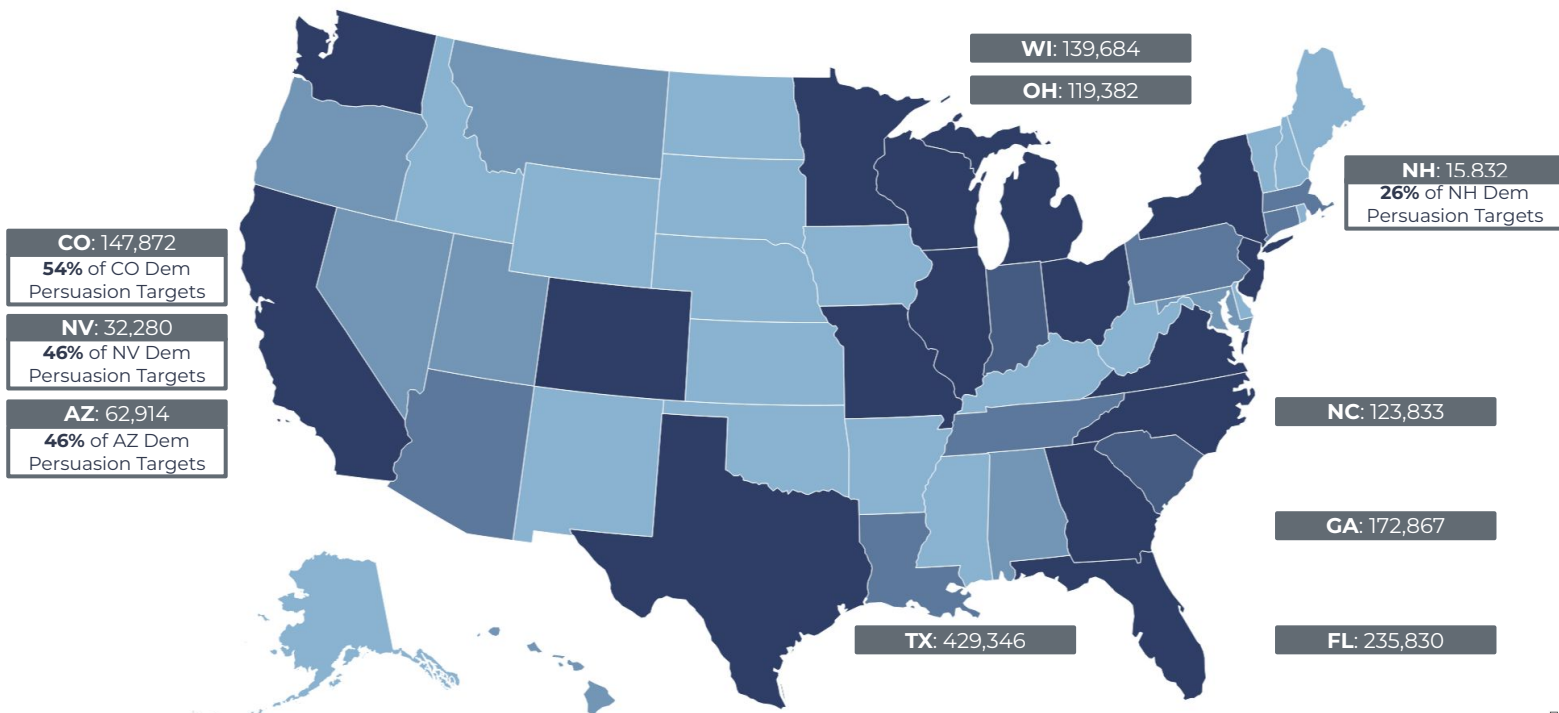 WI: 139,684
OH: 119,382
NH: 15,832
26% of NH Dem
Persuasion Targets
CO: 147,872
54% of CO Dem
Persuasion Targets
NV: 32,280
46% of NV Dem
Persuasion Targets
AZ: 62,914
46% of AZ Dem
Persuasion Targets
NC: 123,833
GA: 172,867
TX: 429,346
FL: 235,830